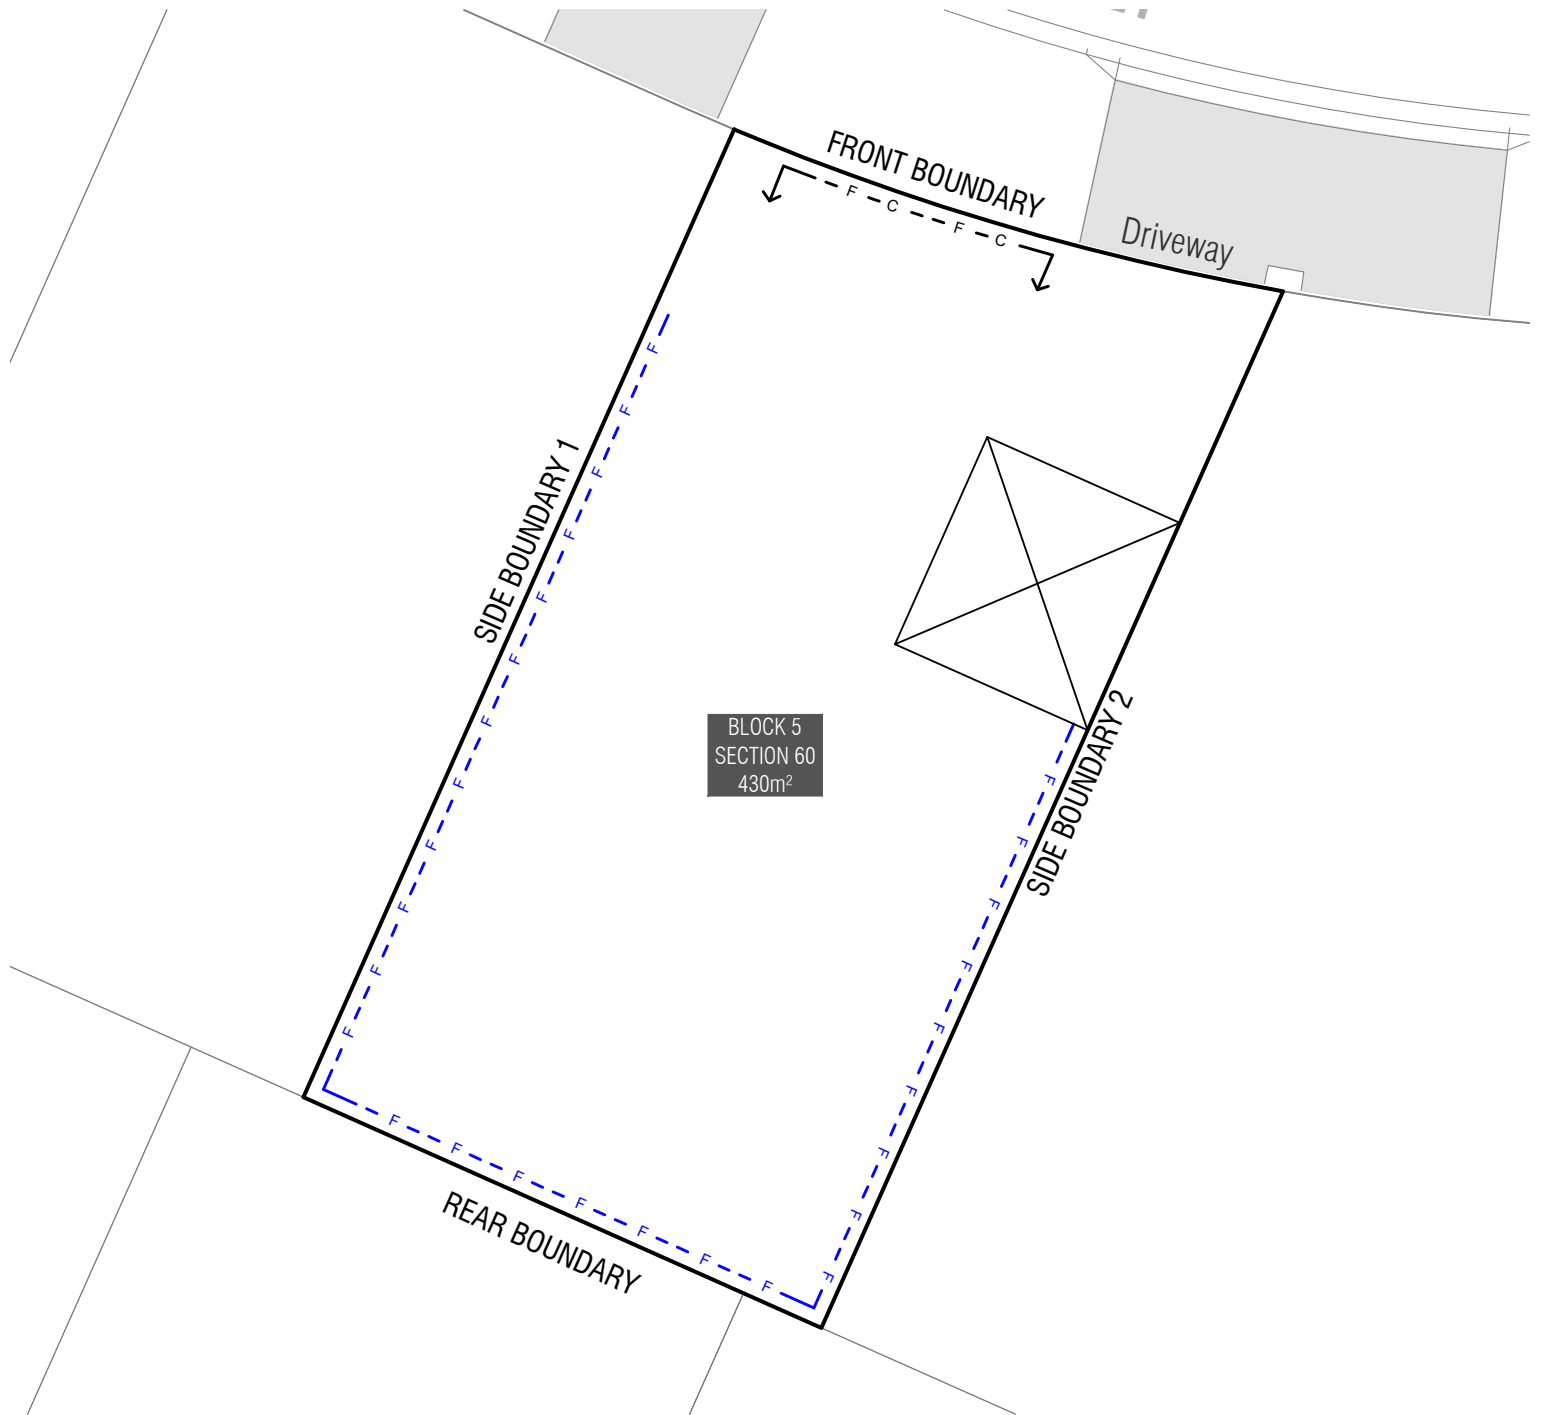 FRONT BOUNDARY
F C F C
Driveway
SIDE BOUNDARY 1
F F F F F F F F F F F F
BLOCK 5
SECTION 60
430m²
SIDE BOUNDARY 2
F F F F F F F F F
F F F F F F F
REAR BOUNDARY